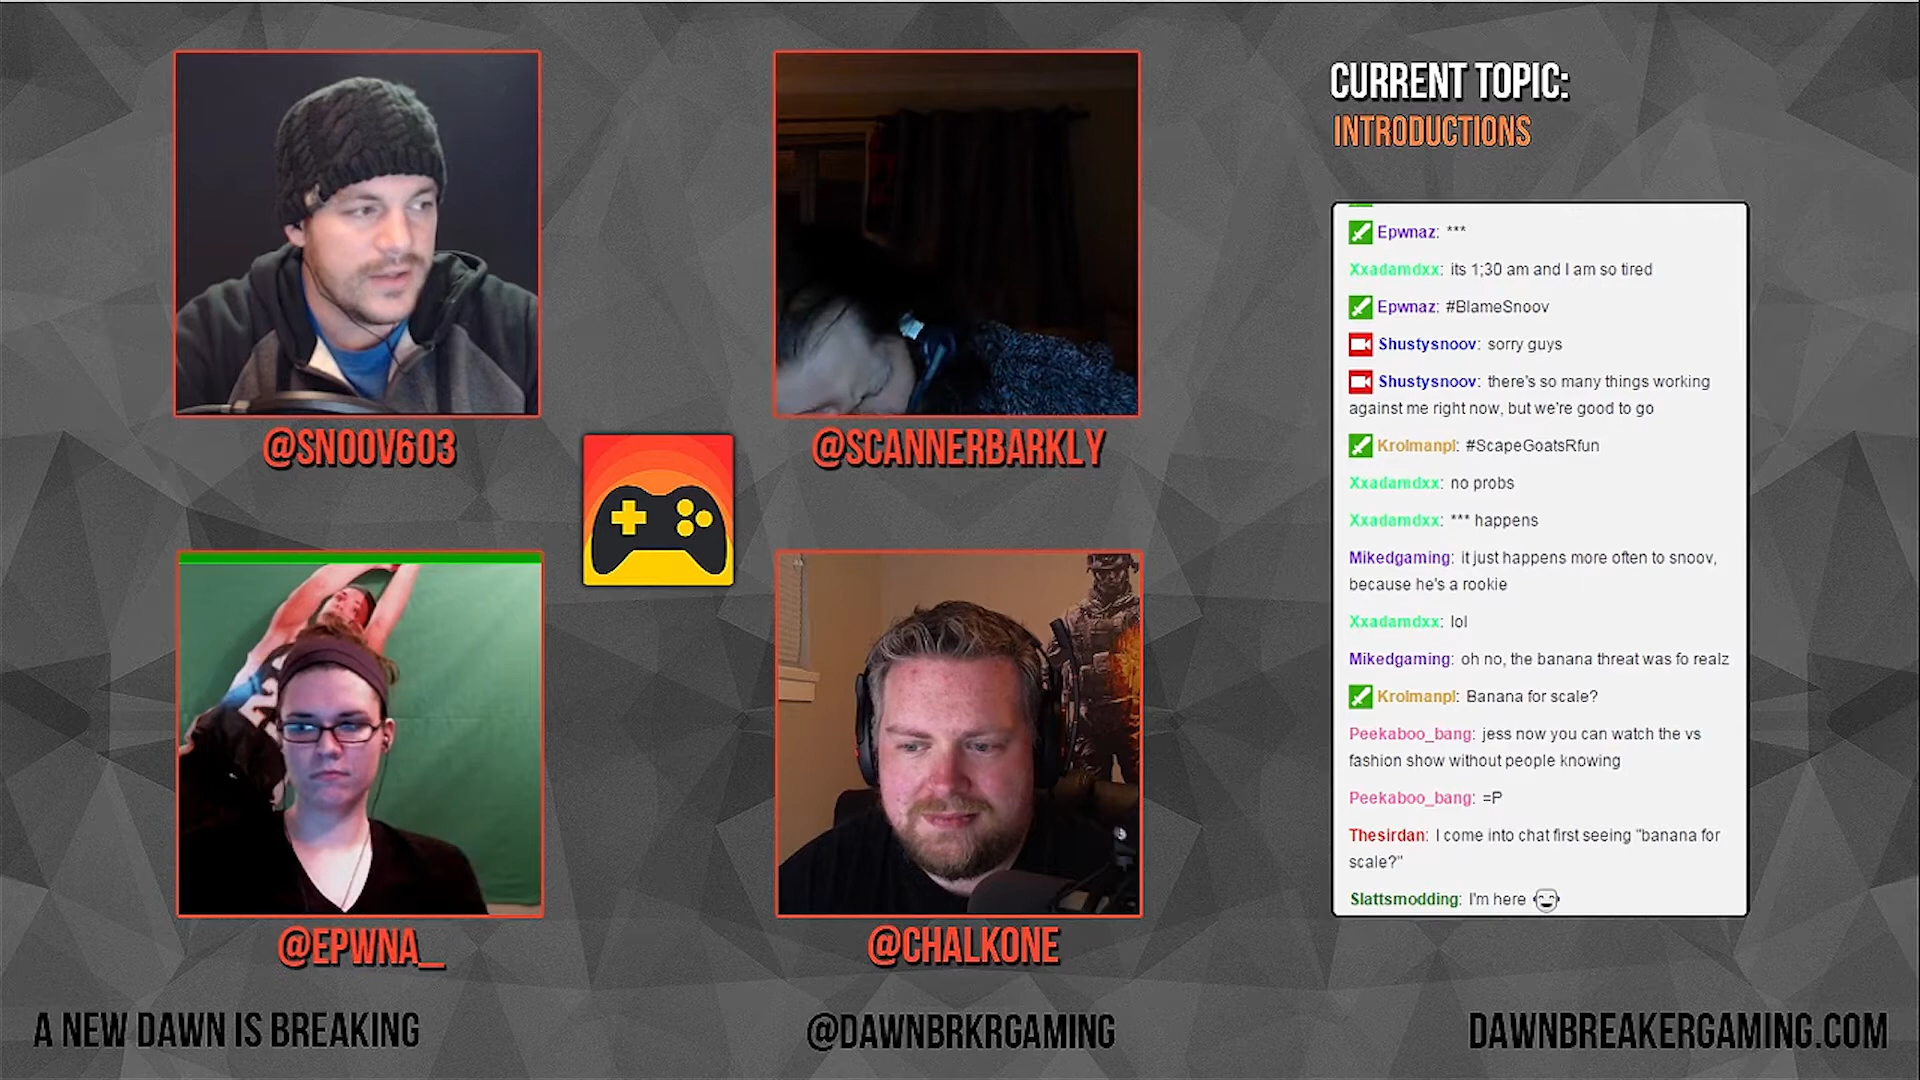 CURRENT TOPIC:
INTRODUCTIONS
Epwnaz: ***
Xxadamdxx: its 1;30 am and I am so tired
Epwnaz: #BlameSnoov
Shustysnoov: sorry guys
Shustysnoov: there's so many things working
against me right now, but we're good to go
Krolmanpl: #ScapeGoatsRfun
Xxadamdxx: no probs
Xxadamdxx: *** happens
Mikedgaming: it just happens more often to snoov,
because he's a rookie
Xxadamdxx: lol
Mikedgaming: oh no, the banana threat was fo realz
Krolmanpl: Banana for scale?
Peekaboo_bang: jess now you can watch the vs
fashion show without people knowing
Peekaboo_bang: =P
Thesirdan: I come into chat first seeing "banana for
scale?"
Slattsmodding: I'm here
@SNOOV603
@SCANNERBARKLY
@EPWNA_
@CHALKONE
A NEW DAWN IS BREAKING
@DAWNBRKRGAMING
DAWNBREAKERGAMING.COM